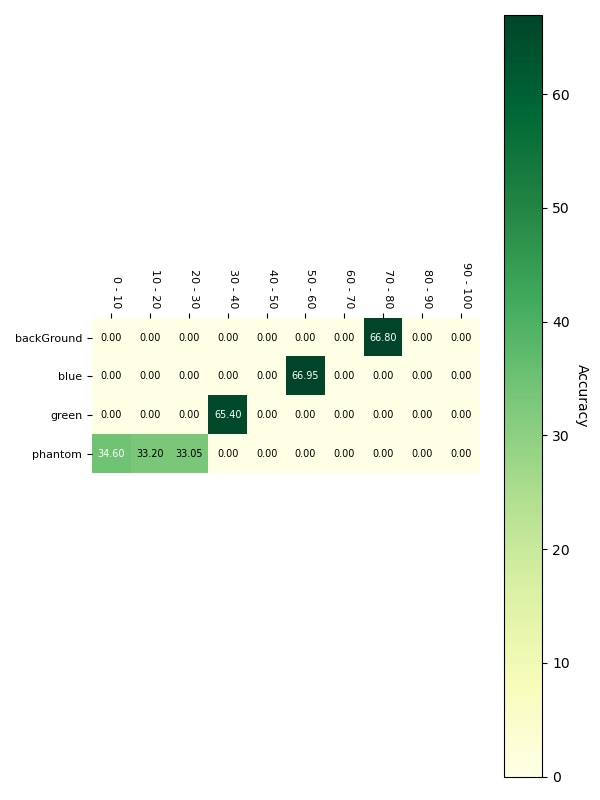 0 - 10 10 - 20 20 - 30 30 - 40 40 - 50 50 - 60 60 - 70 70 - 80 80 - 90 90 - 100
backGround 0.00 0.00 0.00 0.00 0.00 0.00 0.00 66.80 0.00 0.00
blue 0.00 0.00 0.00 0.00 0.00 66.95 0.00 0.00 0.00 0.00
green 0.00 0.00 0.00 65.40 0.00 0.00 0.00 0.00 0.00 0.00
phantom 34.60 33.20 33.05 0.00 0.00 0.00 0.00 0.00 0.00 0.00
60
50
40
30
20
10
0
Accuracy